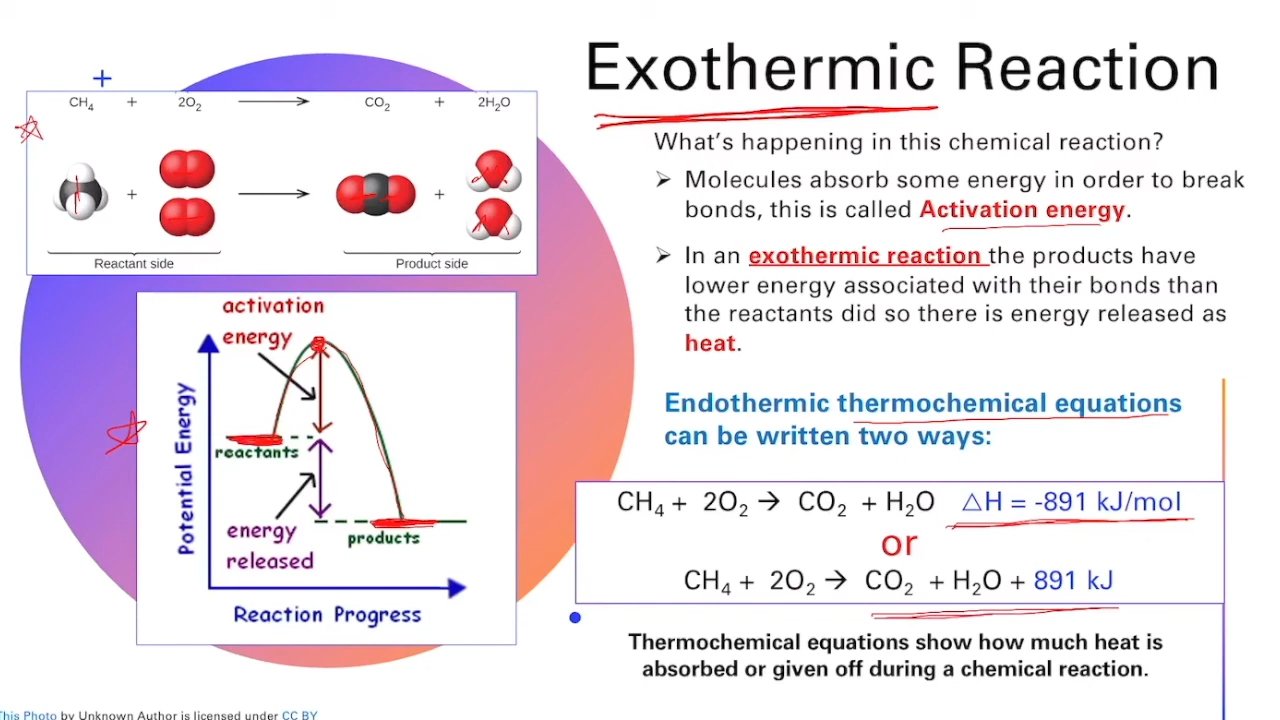 Exothermic Reaction
+
CH₄ + 2O₂ ⟶ CO₂ + 2H₂O
+ ⟶ +
Reactant side
Product side
What's happening in this chemical reaction?
➤ Molecules absorb some energy in order to break
bonds, this is called Activation energy.
➤ In an exothermic reaction the products have
lower energy associated with their bonds than
the reactants did so there is energy released as
heat.
activation
energy
Potential Energy
reactants
energy
released
products
Reaction Progress
Endothermic thermochemical equations
can be written two ways:
CH₄ + 2O₂ → CO₂ + H₂O △H = -891 kJ/mol
or
CH₄ + 2O₂ → CO₂ + H₂O + 891 kJ
Thermochemical equations show how much heat is
absorbed or given off during a chemical reaction.
This Photo by Unknown Author is licensed under CC BY